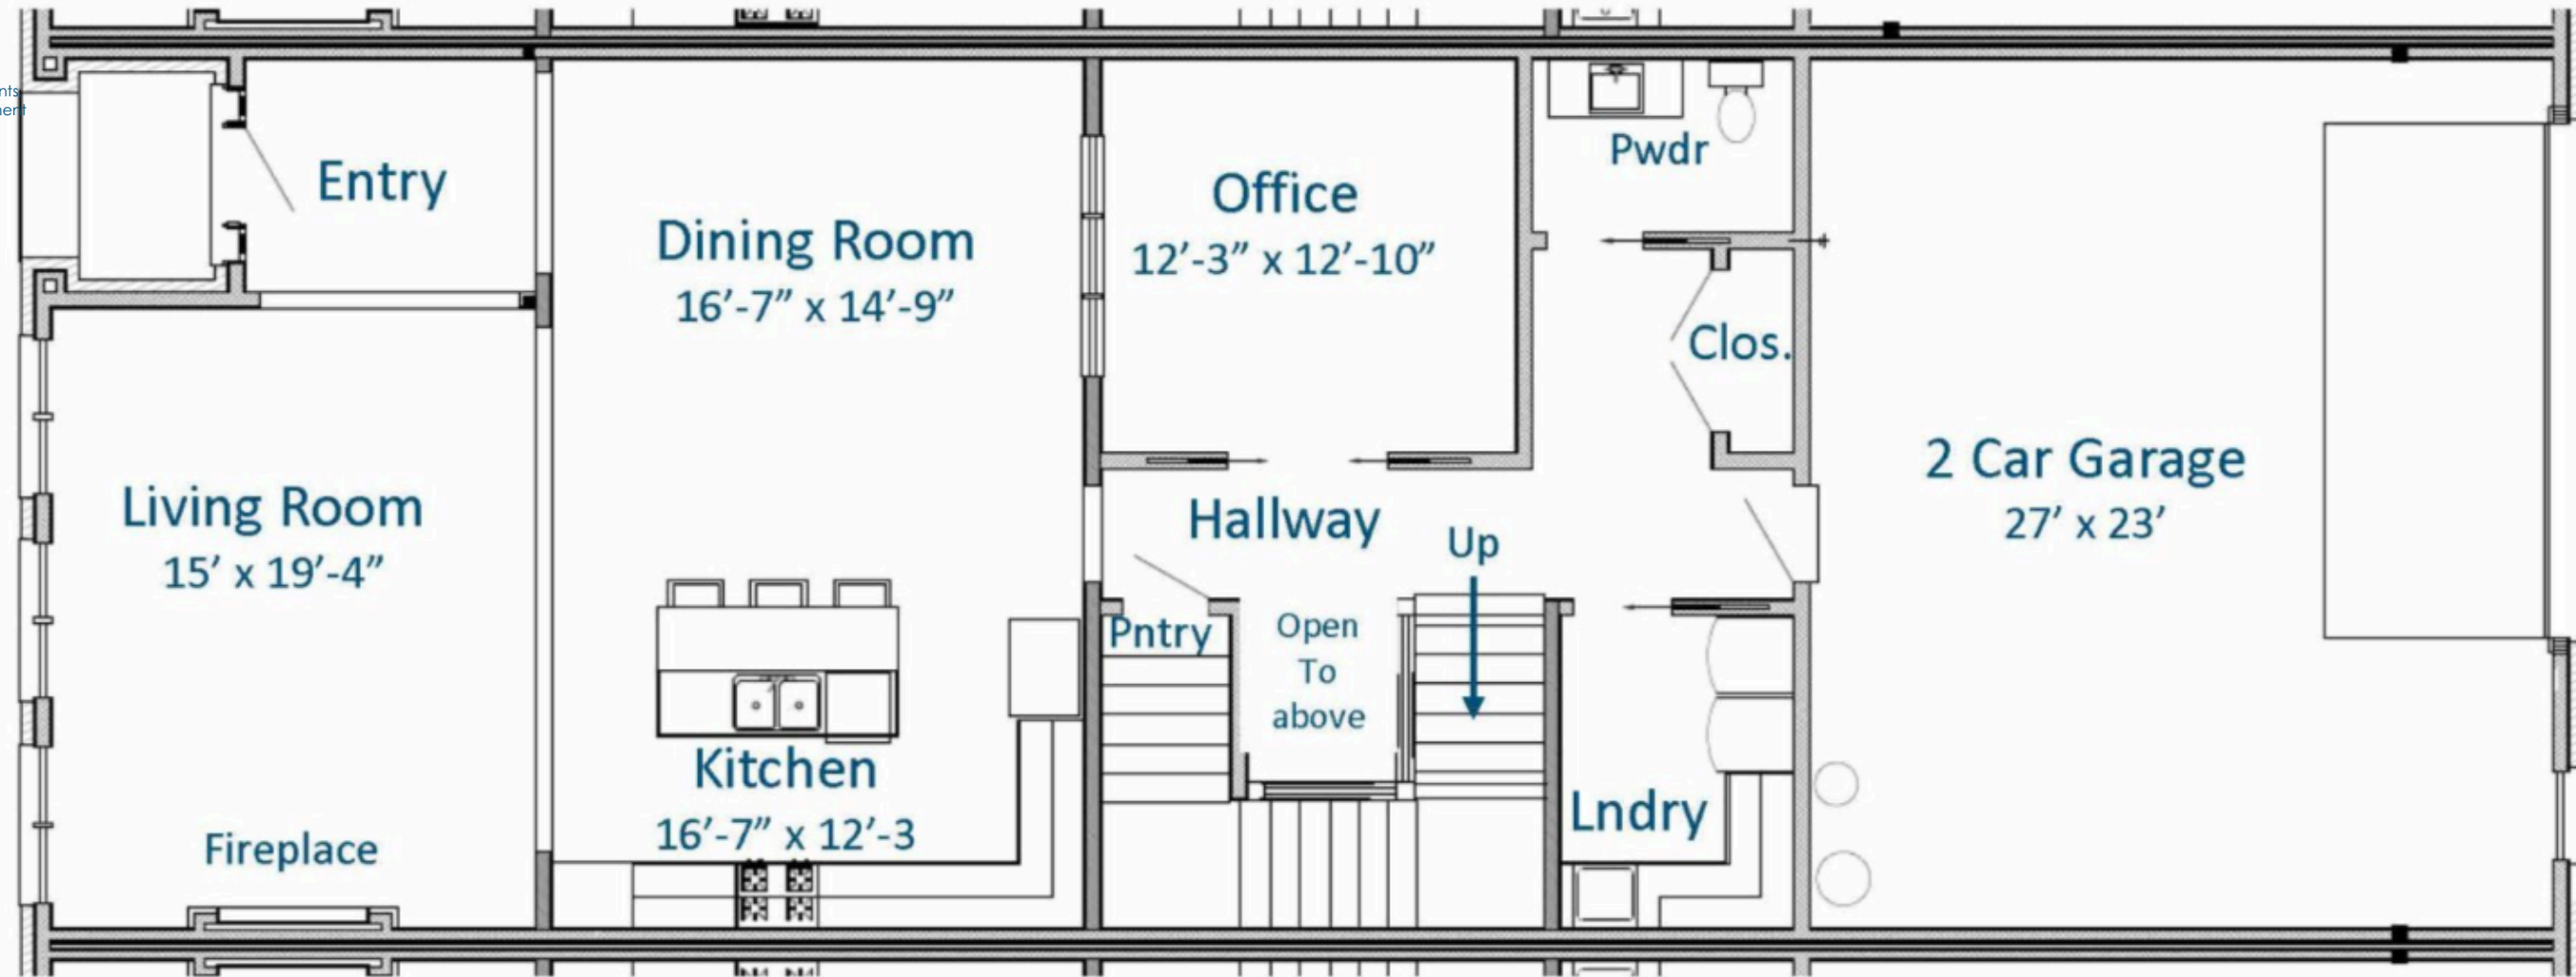 Entry
Dining Room
16’-7” x 14’-9”
Office
12’-3” x 12’-10”
Pwdr
Clos.
2 Car Garage
27’ x 23’
Living Room
15’ x 19’-4”
Hallway
Up
Pntry
Open
To
above
Kitchen
16’-7” x 12’-3
Lndry
Fireplace